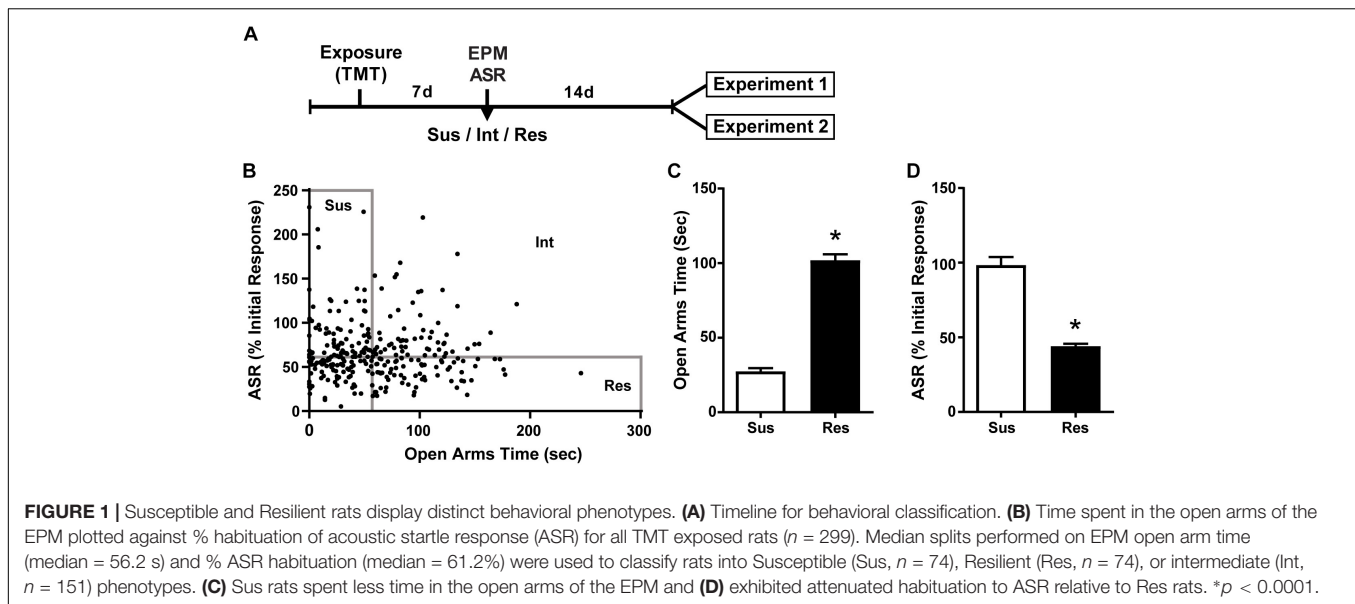 A
Exposure
(TMT)
EPM
ASR
7d
14d
Sus / Int / Res
Experiment 1
Experiment 2
B
ASR (% Initial Response)
250
200
150
100
50
0
Sus
Int
Res
0
100
200
300
Open Arms Time (sec)
C
Open Arms Time (Sec)
150
100
50
0
*
Sus
Res
D
ASR (% Initial Response)
150
100
50
0
*
Sus
Res
FIGURE 1 | Susceptible and Resilient rats display distinct behavioral phenotypes. (A) Timeline for behavioral classification. (B) Time spent in the open arms of the
EPM plotted against % habituation of acoustic startle response (ASR) for all TMT exposed rats (n = 299). Median splits performed on EPM open arm time
(median = 56.2 s) and % ASR habituation (median = 61.2%) were used to classify rats into Susceptible (Sus, n = 74), Resilient (Res, n = 74), or intermediate (Int,
n = 151) phenotypes. (C) Sus rats spent less time in the open arms of the EPM and (D) exhibited attenuated habituation to ASR relative to Res rats. *p < 0.0001.